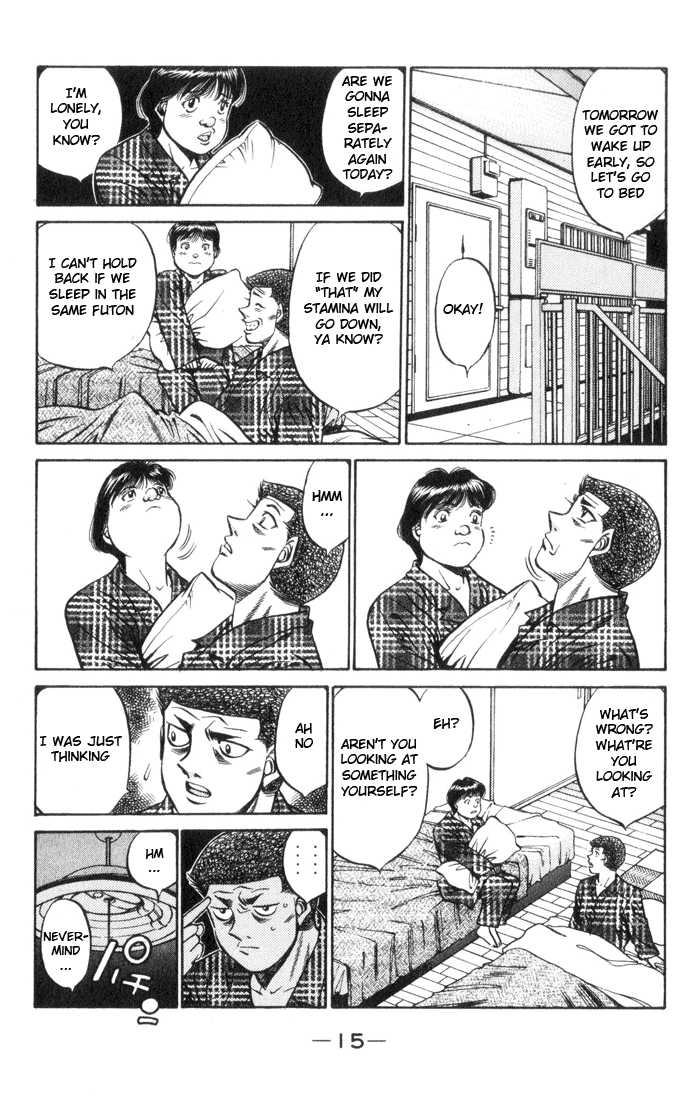 TOMORROW
WE GOT TO
WAKE UP
EARLY, SO
LET'S GO
TO BED
OKAY!
ARE WE
GONNA
SLEEP
SEPA-
RATELY
AGAIN
TODAY?
I'M
LONELY,
YOU
KNOW?
IF WE DID
"THAT" MY
STAMINA WILL
GO DOWN,
YA KNOW?
I CAN'T HOLD
BACK IF WE
SLEEP IN THE
SAME FUTON
HMM
...
WHAT'S
WRONG?
WHAT'RE
YOU
LOOKING
AT?
EH?
AREN'T YOU
LOOKING AT
SOMETHING
YOURSELF?
AH
NO
I WAS JUST
THINKING
......
HM
...
NEVER-
MIND
...
パチン
—15—